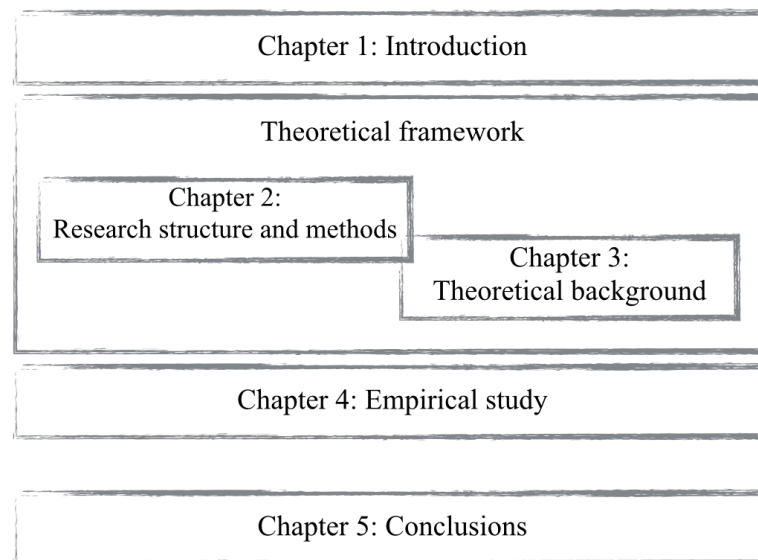 Chapter 1: Introduction
Theoretical framework
Chapter 2:
Research structure and methods
Chapter 3:
Theoretical background
Chapter 4: Empirical study
Chapter 5: Conclusions